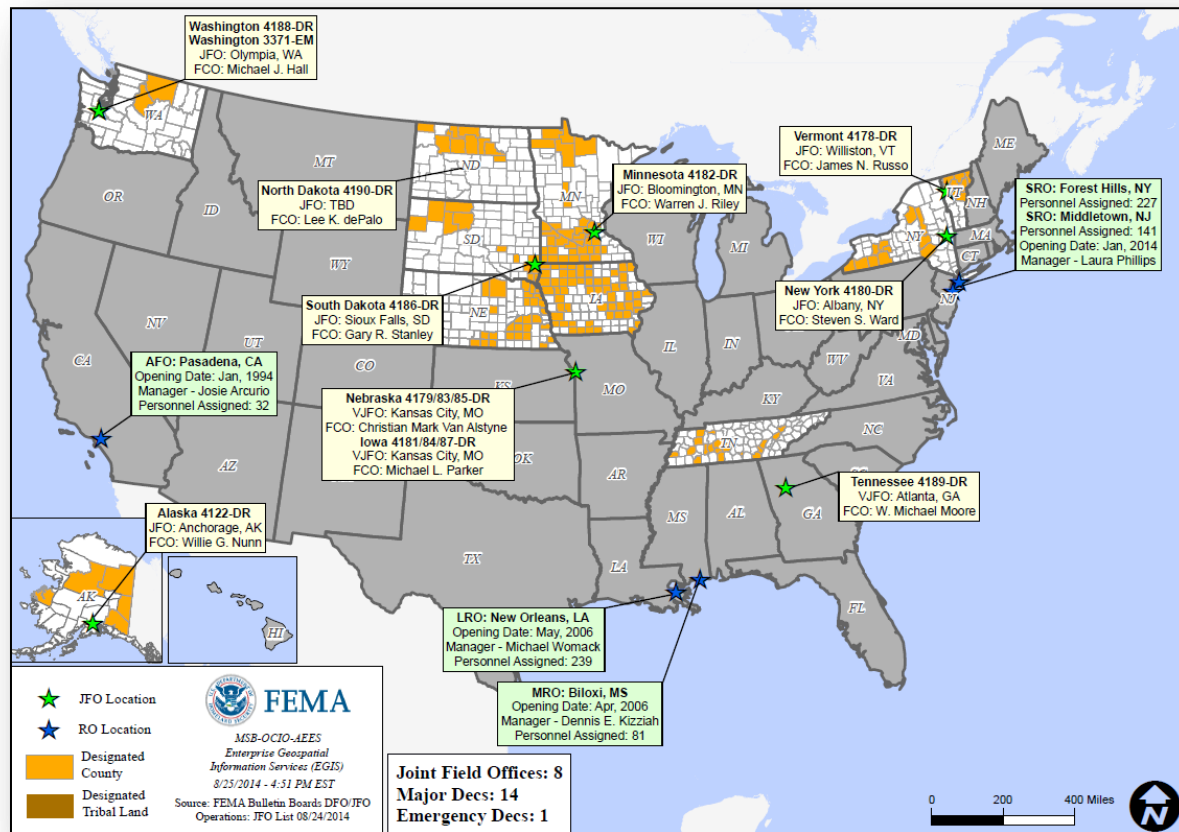 Washington 4188-DR
Washington 3371-EM
JFO: Olympia, WA
FCO: Michael J. Hall
WA
MT
ND
North Dakota 4190-DR
JFO: TBD
FCO: Lee K. dePalo
MN
Minnesota 4182-DR
JFO: Bloomington, MN
FCO: Warren J. Riley
Vermont 4178-DR
JFO: Williston, VT
FCO: James N. Russo
ME
VT
NH
SRO: Forest Hills, NY
Personnel Assigned: 227
SRO: Middletown, NJ
Personnel Assigned: 141
Opening Date: Jan, 2014
Manager - Laura Phillips
OR
ID
WY
SD
WI
MI
NY
MA
CT
NJ
South Dakota 4186-DR
JFO: Sioux Falls, SD
FCO: Gary R. Stanley
NE
IA
New York 4180-DR
JFO: Albany, NY
FCO: Steven S. Ward
MD
NV
UT
CA
CO
KS
MO
IL
IN
WV
VA
KY
AFO: Pasadena, CA
Opening Date: Jan, 1994
Manager - Josie Arcurio
Personnel Assigned: 32
Nebraska 4179/83/85-DR
VJFO: Kansas City, MO
FCO: Christian Mark Van Alstyne
Iowa 4181/84/87-DR
VJFO: Kansas City, MO
FCO: Michael L. Parker
AZ
OK
AR
TN
NC
SC
MS
AL
GA
Tennessee 4189-DR
VJFO: Atlanta, GA
FCO: W. Michael Moore
Alaska 4122-DR
JFO: Anchorage, AK
FCO: Willie G. Nunn
AK
HI
TX
LA
FL
LRO: New Orleans, LA
Opening Date: May, 2006
Manager - Michael Womack
Personnel Assigned: 239
MRO: Biloxi, MS
Opening Date: Apr, 2006
Manager - Dennis E. Kizziah
Personnel Assigned: 81
JFO Location
RO Location
Designated
County
Designated
Tribal Land
FEMA
MSB-OCIO-AEES
Enterprise Geospatial
Information Services (EGIS)
8/25/2014 - 4:51 PM EST
Source: FEMA Bulletin Boards DFO/JFO
Operations: JFO List 08/24/2014
Joint Field Offices: 8
Major Decs: 14
Emergency Decs: 1
0 200 400 Miles
N